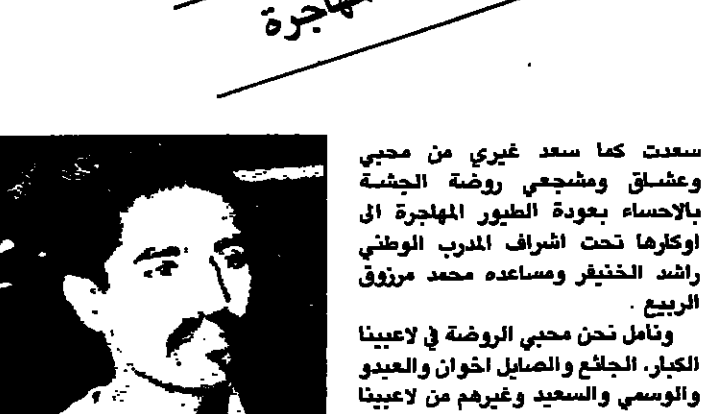 المهاجرة
سعدت كما سعد غيري من محبي
وعشاق ومشجعي روضة الجشة
بالاحساء بعودة الطيور المهاجرة الى
اوكارها تحت اشراف المدرب الوطني
راشد الخنيفر ومساعده محمد مرزوق
الربيع .
ونامل نحن محبي الروضة في لاعبينا
الكبار. الجائع والصايل اخوان والعيدو
والوسمي والسعيد وغيرهم من لاعبينا